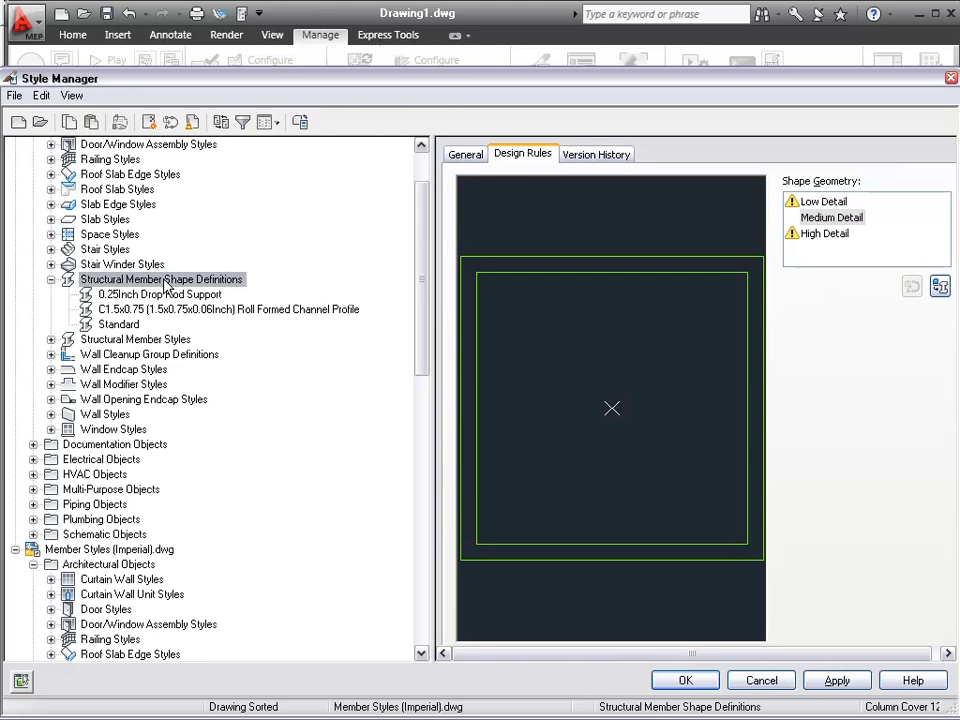 Drawing1.dwg
Type a keyword or phrase
MEP
Home Insert Annotate Render View Manage Express Tools
Play Configure Configure
Style Manager
File Edit View
Door/Window Assembly Styles
Railing Styles
Roof Slab Edge Styles
Roof Slab Styles
Slab Edge Styles
Slab Styles
Space Styles
Stair Styles
Stair Winder Styles
Structural Member Shape Definitions
0.25Inch Drop Rod Support
C1.5x0.75 (1.5x0.75x0.06Inch) Roll Formed Channel Profile
Standard
Structural Member Styles
Wall Cleanup Group Definitions
Wall Endcap Styles
Wall Modifier Styles
Wall Opening Endcap Styles
Wall Styles
Window Styles
Documentation Objects
Electrical Objects
HVAC Objects
Multi-Purpose Objects
Piping Objects
Plumbing Objects
Schematic Objects
Member Styles (Imperial).dwg
Architectural Objects
Curtain Wall Styles
Curtain Wall Unit Styles
Door Styles
Door/Window Assembly Styles
Railing Styles
Roof Slab Edge Styles
General Design Rules Version History
Shape Geometry:
Low Detail
Medium Detail
High Detail
OK Cancel Apply Help
Drawing Sorted Member Styles (Imperial).dwg Structural Member Shape Definitions Column Cover 12